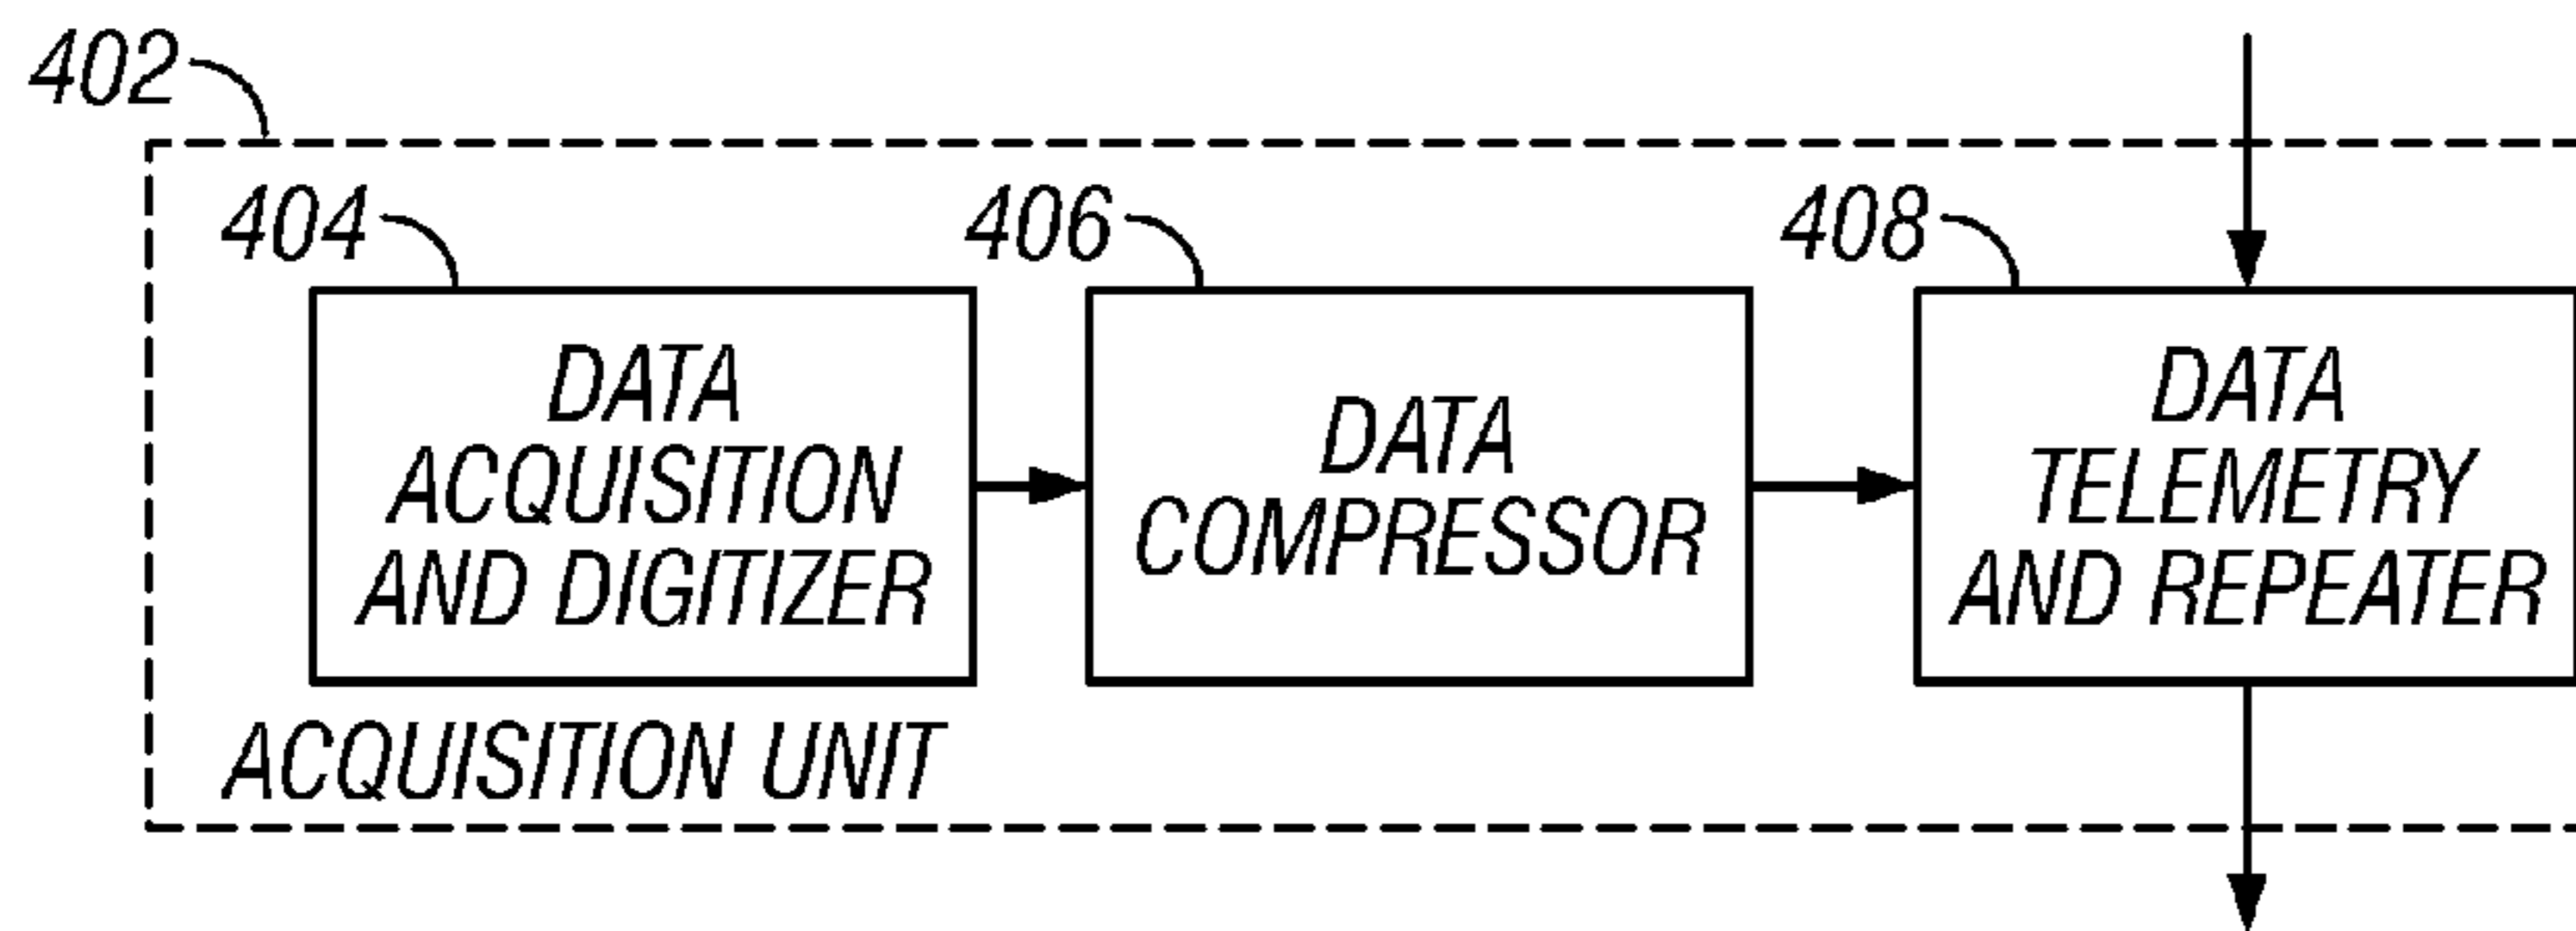 402
404
406
408
DATA
ACQUISITION
AND DIGITIZER
DATA
COMPRESSOR
DATA
TELEMETRY
AND REPEATER
ACQUISITION UNIT